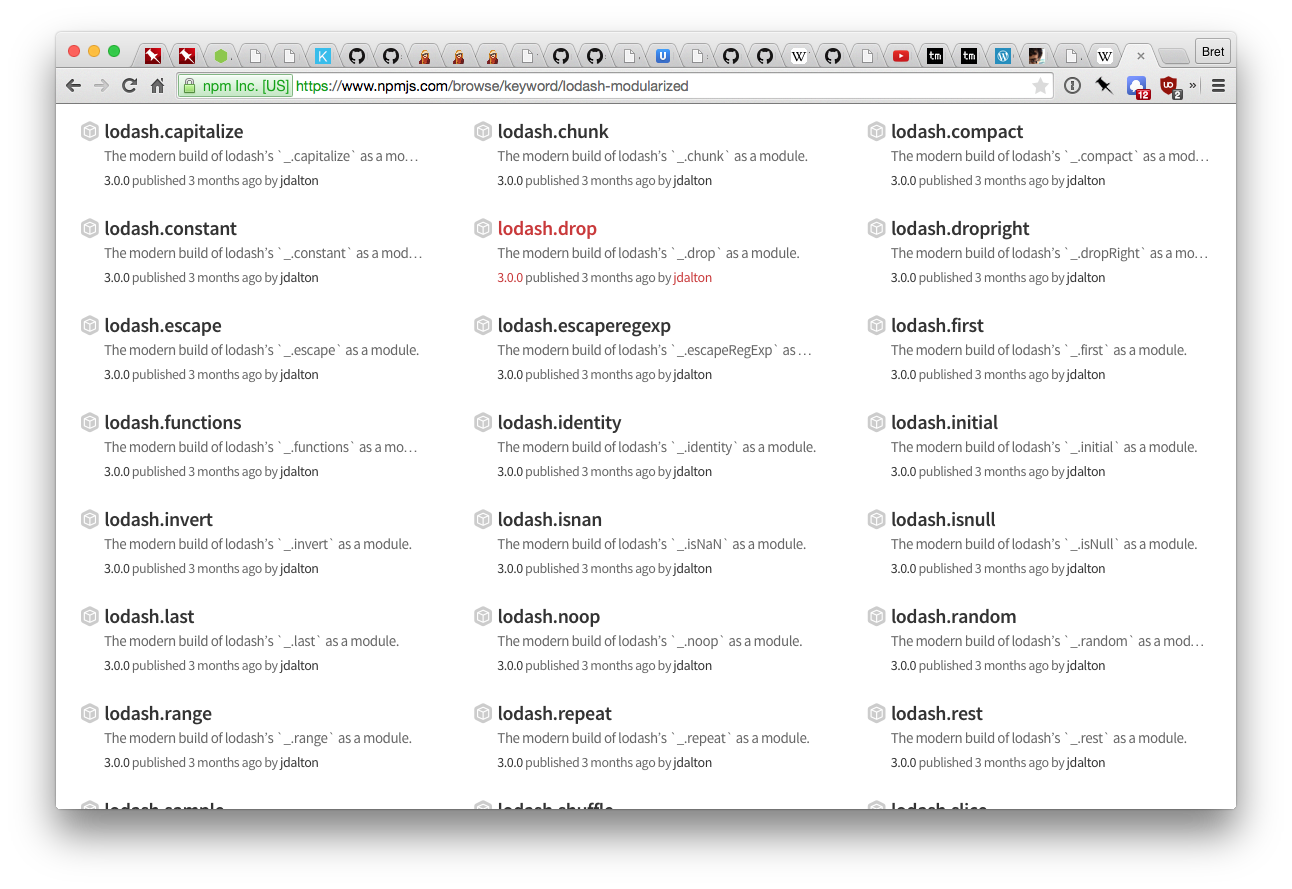 Bret
npm Inc. [US] https://www.npmjs.com/browse/keyword/lodash-modularized
12
2
»
lodash.capitalize
The modern build of lodash’s `_.capitalize` as a mo…
3.0.0 published 3 months ago by jdalton
lodash.chunk
The modern build of lodash’s `_.chunk` as a module.
3.0.0 published 3 months ago by jdalton
lodash.compact
The modern build of lodash’s `_.compact` as a mod…
3.0.0 published 3 months ago by jdalton
lodash.constant
The modern build of lodash’s `_.constant` as a mod…
3.0.0 published 3 months ago by jdalton
lodash.drop
The modern build of lodash’s `_.drop` as a module.
3.0.0 published 3 months ago by jdalton
lodash.dropright
The modern build of lodash’s `_.dropRight` as a mo…
3.0.0 published 3 months ago by jdalton
lodash.escape
The modern build of lodash’s `_.escape` as a module.
3.0.0 published 3 months ago by jdalton
lodash.escaperegexp
The modern build of lodash’s `_.escapeRegExp` as …
3.0.0 published 3 months ago by jdalton
lodash.first
The modern build of lodash’s `_.first` as a module.
3.0.0 published 3 months ago by jdalton
lodash.functions
The modern build of lodash’s `_.functions` as a mo…
3.0.0 published 3 months ago by jdalton
lodash.identity
The modern build of lodash’s `_.identity` as a module.
3.0.0 published 3 months ago by jdalton
lodash.initial
The modern build of lodash’s `_.initial` as a module.
3.0.0 published 3 months ago by jdalton
lodash.invert
The modern build of lodash’s `_.invert` as a module.
3.0.0 published 3 months ago by jdalton
lodash.isnan
The modern build of lodash’s `_.isNaN` as a module.
3.0.0 published 3 months ago by jdalton
lodash.isnull
The modern build of lodash’s `_.isNull` as a module.
3.0.0 published 3 months ago by jdalton
lodash.last
The modern build of lodash’s `_.last` as a module.
3.0.0 published 3 months ago by jdalton
lodash.noop
The modern build of lodash’s `_.noop` as a module.
3.0.0 published 3 months ago by jdalton
lodash.random
The modern build of lodash’s `_.random` as a mod…
3.0.0 published 3 months ago by jdalton
lodash.range
The modern build of lodash’s `_.range` as a module.
3.0.0 published 3 months ago by jdalton
lodash.repeat
The modern build of lodash’s `_.repeat` as a module.
3.0.0 published 3 months ago by jdalton
lodash.rest
The modern build of lodash’s `_.rest` as a module.
3.0.0 published 3 months ago by jdalton
lodash.sample
lodash.shuffle
lodash.slice